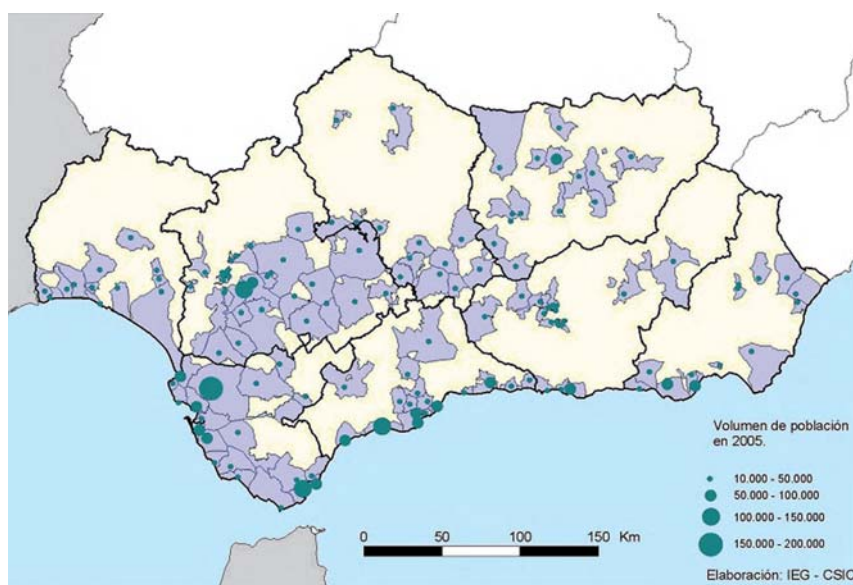 Volumen de población
en 2005.
10.000 - 50.000
50.000 - 100.000
100.000 - 150.000
150.000 - 200.000
0 50 100 150 Km
Elaboración: IEG - CSIC